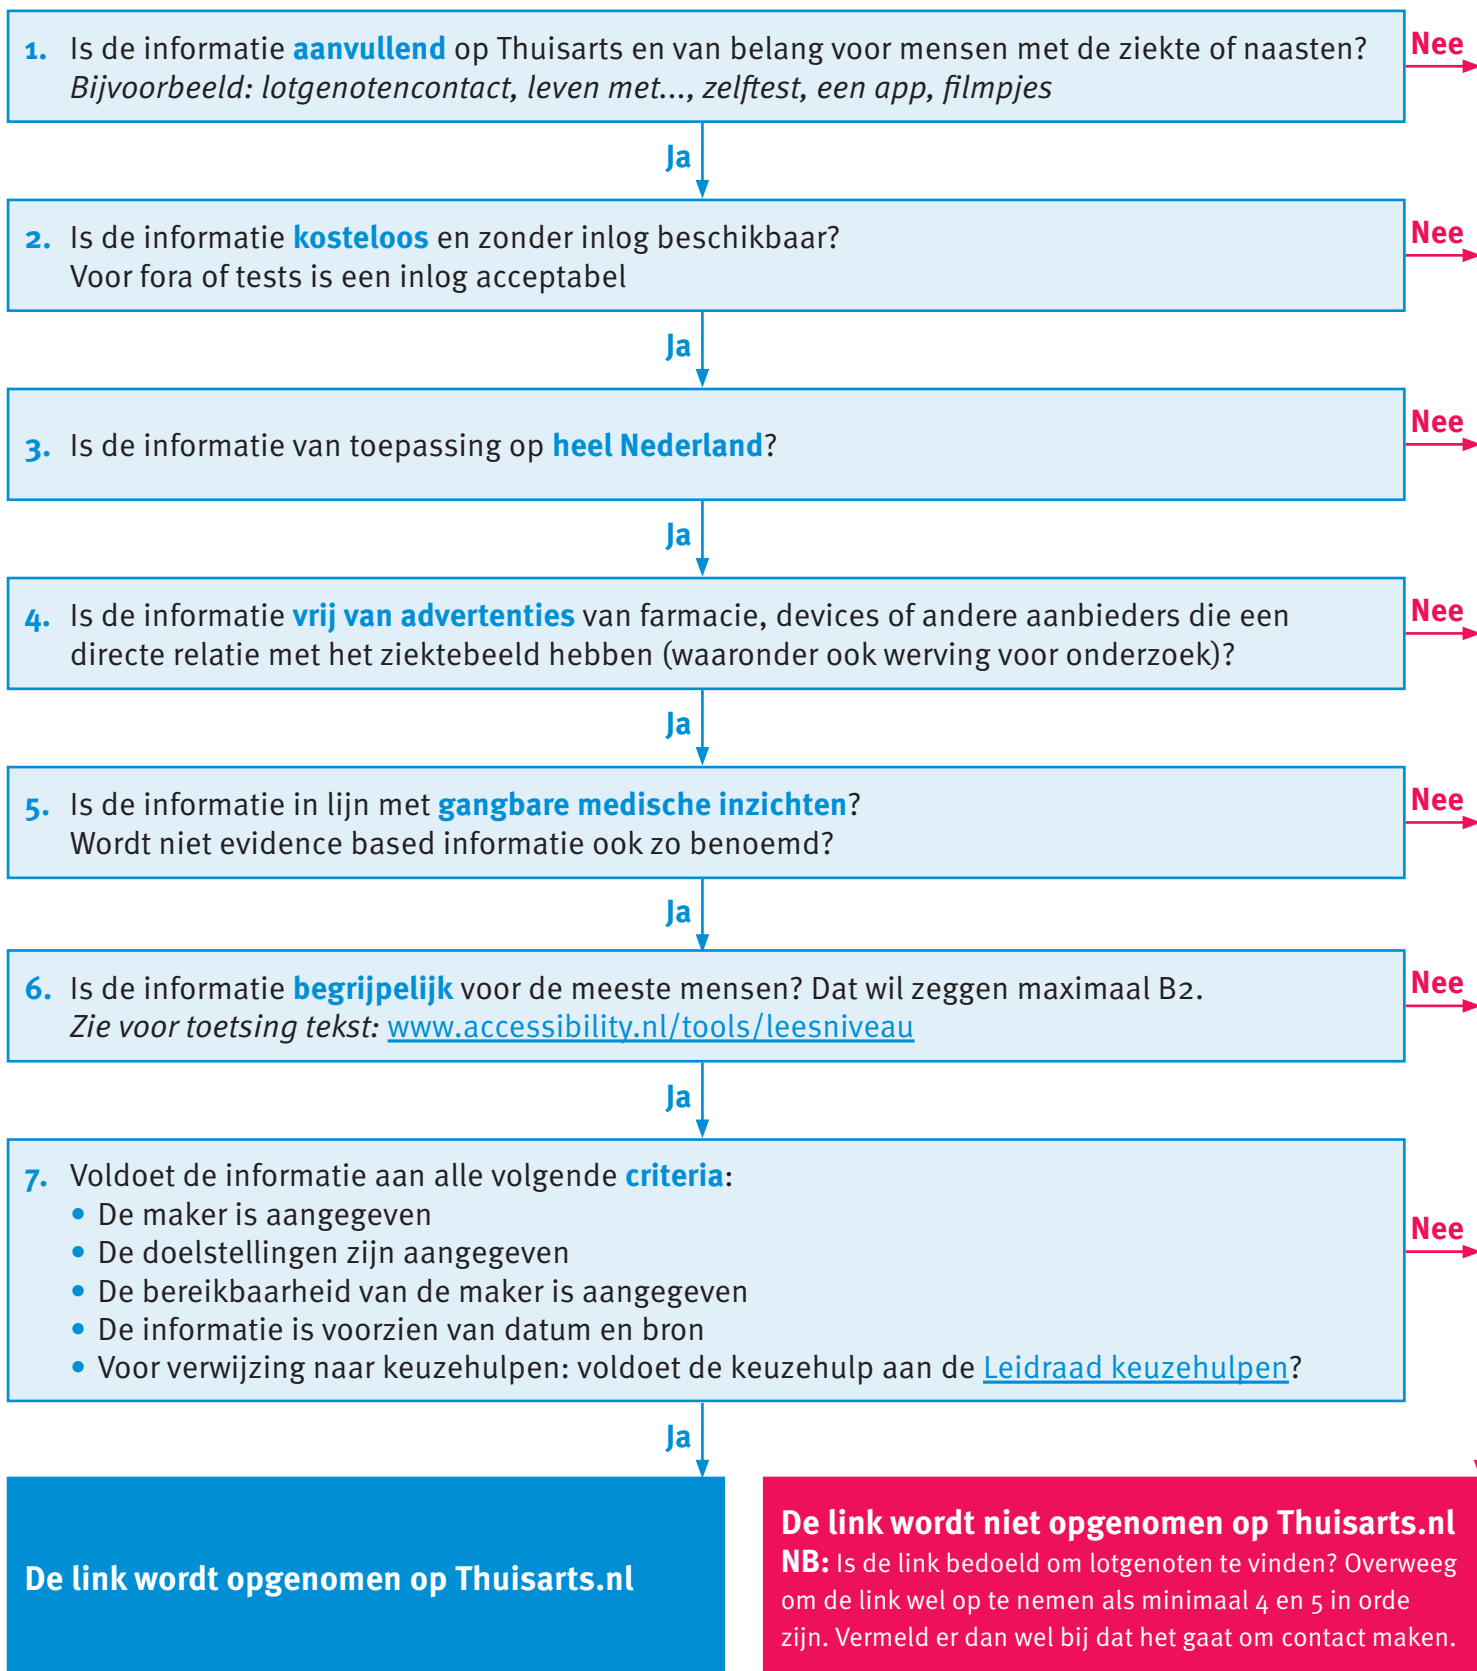 1. Is de informatie aanvullend op Thuisarts en van belang voor mensen met de ziekte of naasten?
Bijvoorbeeld: lotgenotencontact, leven met..., zelftest, een app, filmpjes
Nee
Ja
2. Is de informatie kosteloos en zonder inlog beschikbaar?
Voor fora of tests is een inlog acceptabel
Nee
Ja
3. Is de informatie van toepassing op heel Nederland?
Nee
Ja
4. Is de informatie vrij van advertenties van farmacie, devices of andere aanbieders die een
directe relatie met het ziektebeeld hebben (waaronder ook werving voor onderzoek)?
Nee
Ja
5. Is de informatie in lijn met gangbare medische inzichten?
Wordt niet evidence based informatie ook zo benoemd?
Nee
Ja
6. Is de informatie begrijpelijk voor de meeste mensen? Dat wil zeggen maximaal B2.
Zie voor toetsing tekst: www.accessibility.nl/tools/leesniveau
Nee
Ja
7. Voldoet de informatie aan alle volgende criteria:
• De maker is aangegeven
• De doelstellingen zijn aangegeven
• De bereikbaarheid van de maker is aangegeven
• De informatie is voorzien van datum en bron
• Voor verwijzing naar keuzehulpen: voldoet de keuzehulp aan de Leidraad keuzehulpen?
Nee
Ja
De link wordt opgenomen op Thuisarts.nl
De link wordt niet opgenomen op Thuisarts.nl
NB: Is de link bedoeld om lotgenoten te vinden? Overweeg
om de link wel op te nemen als minimaal 4 en 5 in orde
zijn. Vermeld er dan wel bij dat het gaat om contact maken.